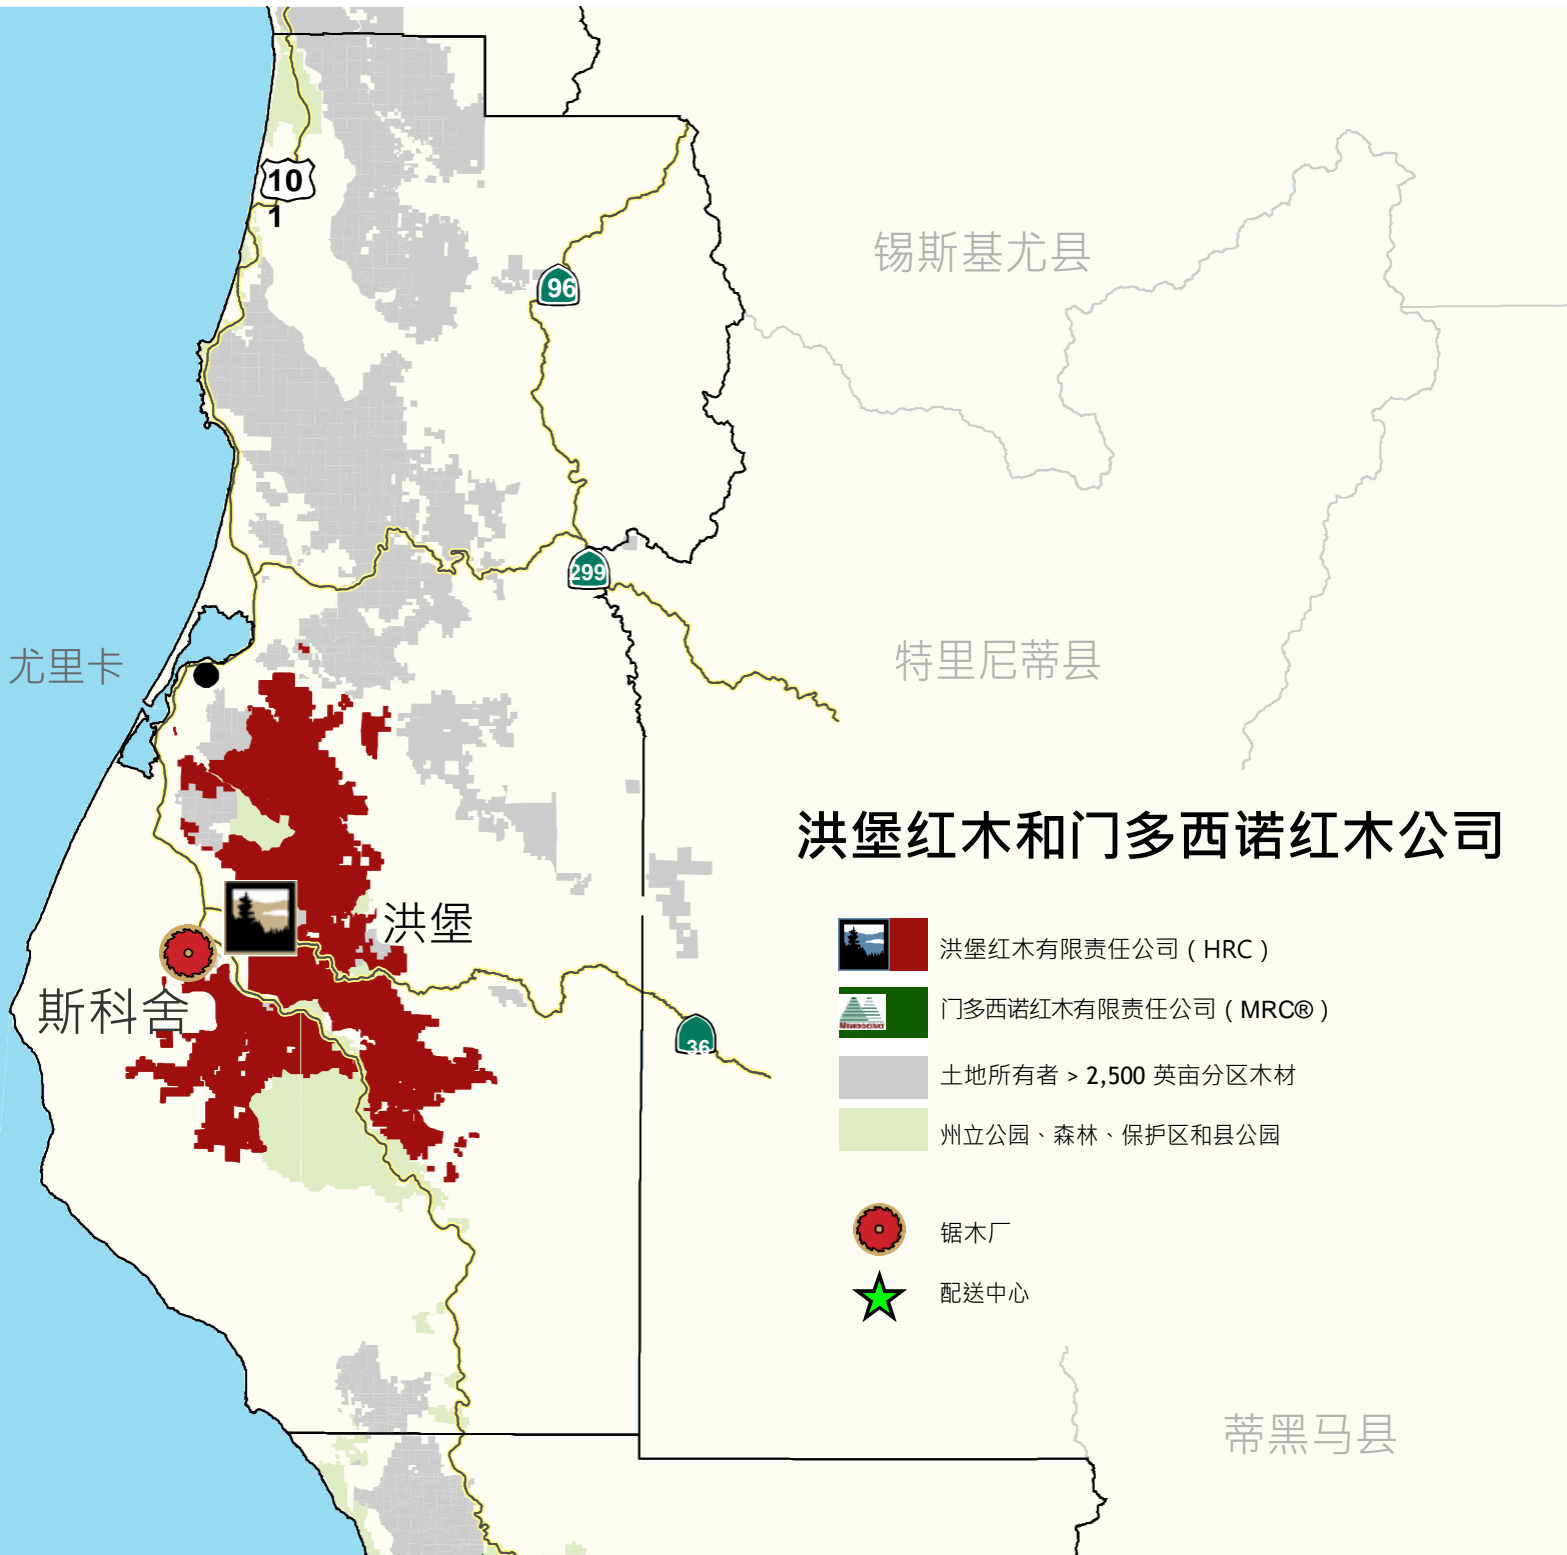 10
1
锡斯基尤县
96
299
尤里卡
特里尼蒂县
洪堡红木和门多西诺红木公司
洪堡
洪堡红木有限责任公司（HRC）
斯科舍
门多西诺红木有限责任公司（MRC®）
36
土地所有者 > 2,500 英亩分区木材
州立公园、森林、保护区和县公园
锯木厂
配送中心
蒂黑马县